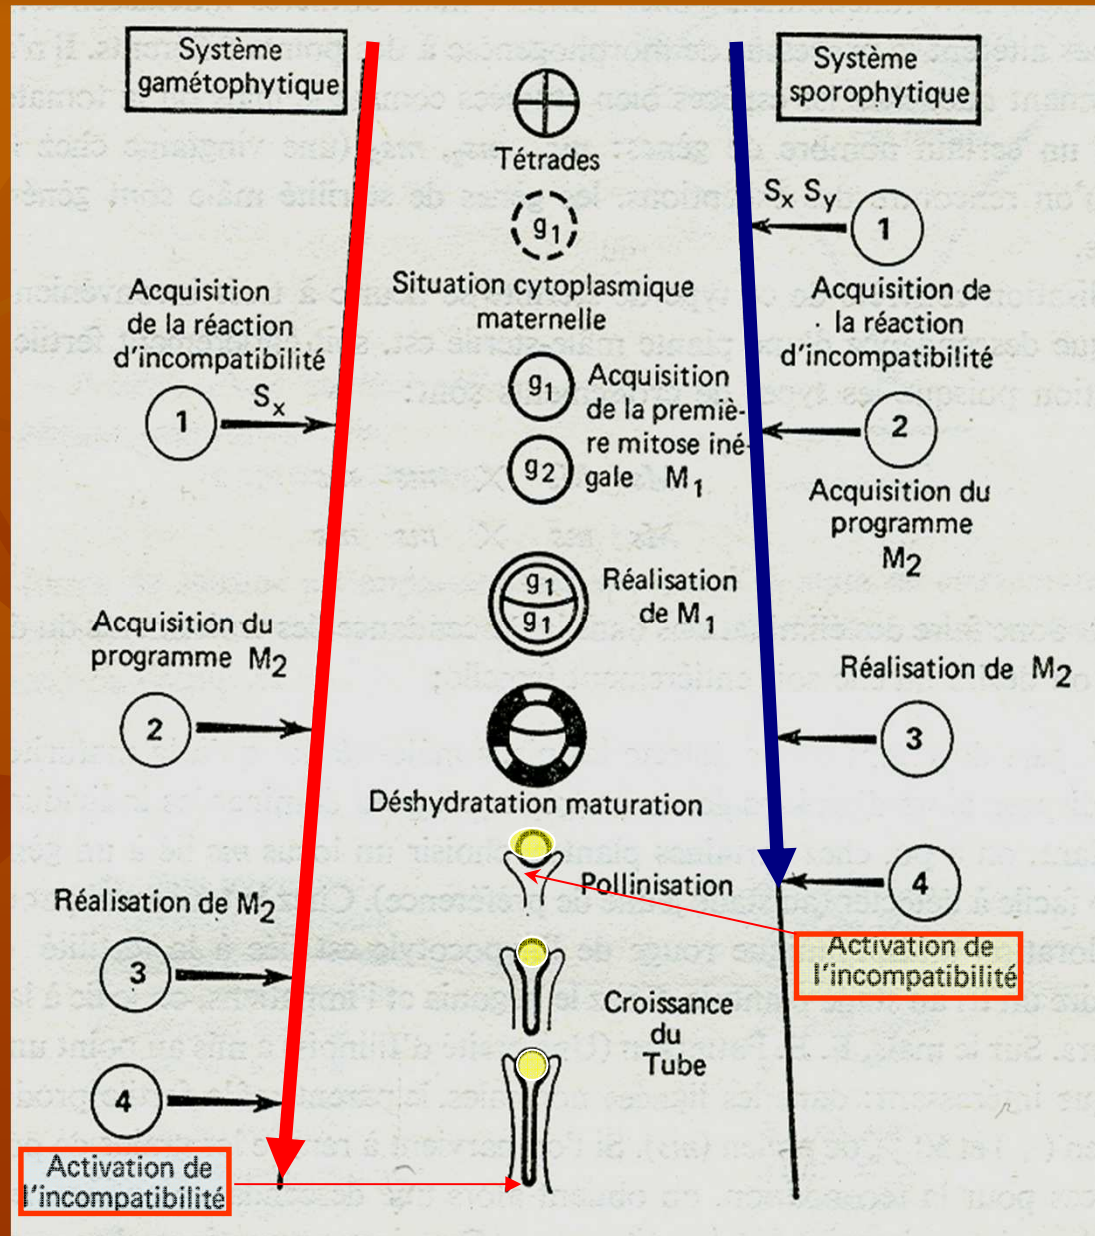 Système
gamétophytique
Acquisition
de la réaction
d'incompatibilité
1
Sx
Acquisition du
programme M2
2
Réalisation de M2
3
4
Activation de
l'incompatibilité
Tétrades
g1
Situation cytoplasmique
maternelle
g1
g2
Acquisition
de la premiè-
re mitose iné-
gale M1
g1
g1
Réalisation
de M1
Déshydratation maturation
Pollinisation
Croissance
du
Tube
Système
sporophytique
Sx Sy
1
Acquisition de
la réaction
d'incompatibilité
2
Acquisition du
programme
M2
Réalisation de M2
3
4
Activation de
l'incompatibilité